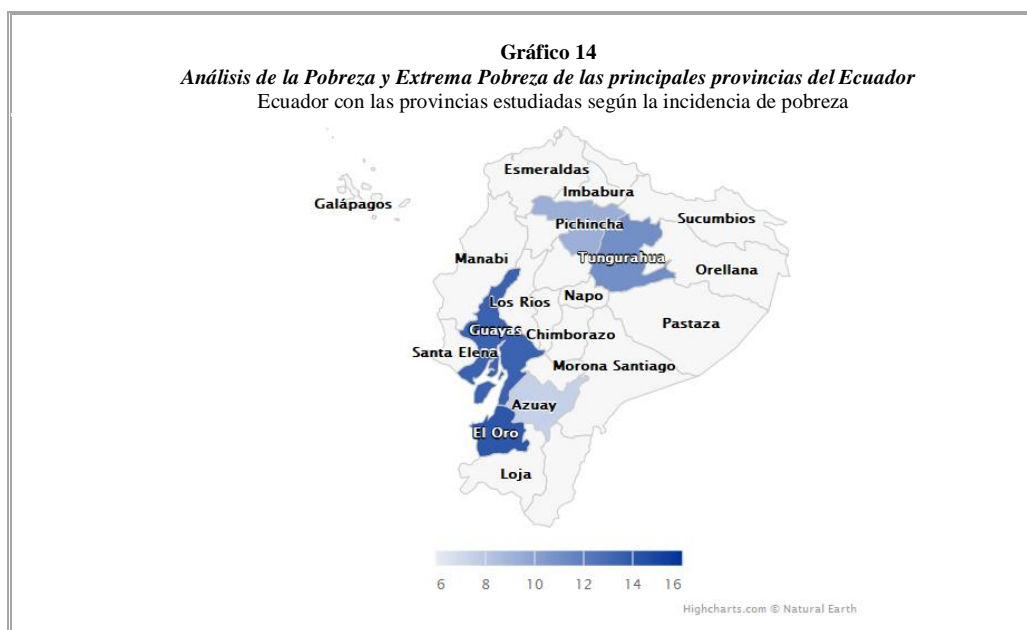 Gráfico 14
Análisis de la Pobreza y Extrema Pobreza de las principales provincias del Ecuador
Ecuador con las provincias estudiadas según la incidencia de pobreza
Esmeraldas
Imbabura
Galápagos
Sucumbios
Pichincha
Manabi
Tungurahua
Orellana
Los Rios
Napo
Pastaza
Guayas
Chimborazo
Santa Elena
Morona Santiago
Azuay
El Oro
Loja
6 8 10 12 14 16
Highcharts.com © Natural Earth